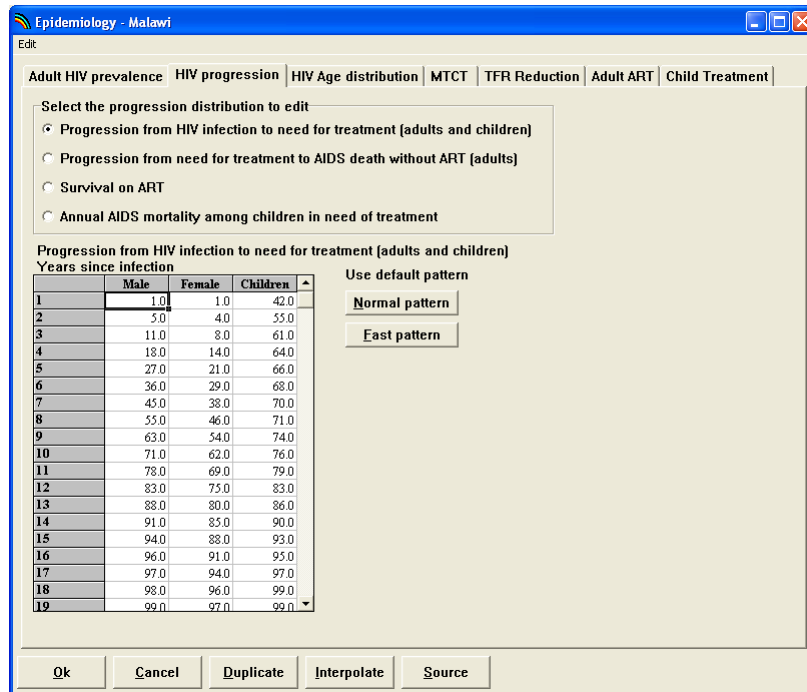 Epidemiology - Malawi
Edit
Adult HIV prevalence HIV progression HIV Age distribution MTCT TFR Reduction Adult ART Child Treatment
Select the progression distribution to edit
Progression from HIV infection to need for treatment (adults and children)
Progression from need for treatment to AIDS death without ART (adults)
Survival on ART
Annual AIDS mortality among children in need of treatment
Progression from HIV infection to need for treatment (adults and children)
Years since infection
Use default pattern
Male Female Children
1 1.0 1.0 42.0
Normal pattern
2 5.0 4.0 55.0
3 11.0 8.0 61.0
Fast pattern
4 18.0 14.0 64.0
5 27.0 21.0 66.0
6 36.0 29.0 68.0
7 45.0 38.0 70.0
8 55.0 46.0 71.0
9 63.0 54.0 74.0
10 71.0 62.0 76.0
11 78.0 69.0 79.0
12 83.0 75.0 83.0
13 88.0 80.0 86.0
14 91.0 85.0 90.0
15 94.0 88.0 93.0
16 96.0 91.0 95.0
17 97.0 94.0 97.0
18 98.0 96.0 99.0
19 99.0 97.0 99.0
Ok Cancel Duplicate Interpolate Source